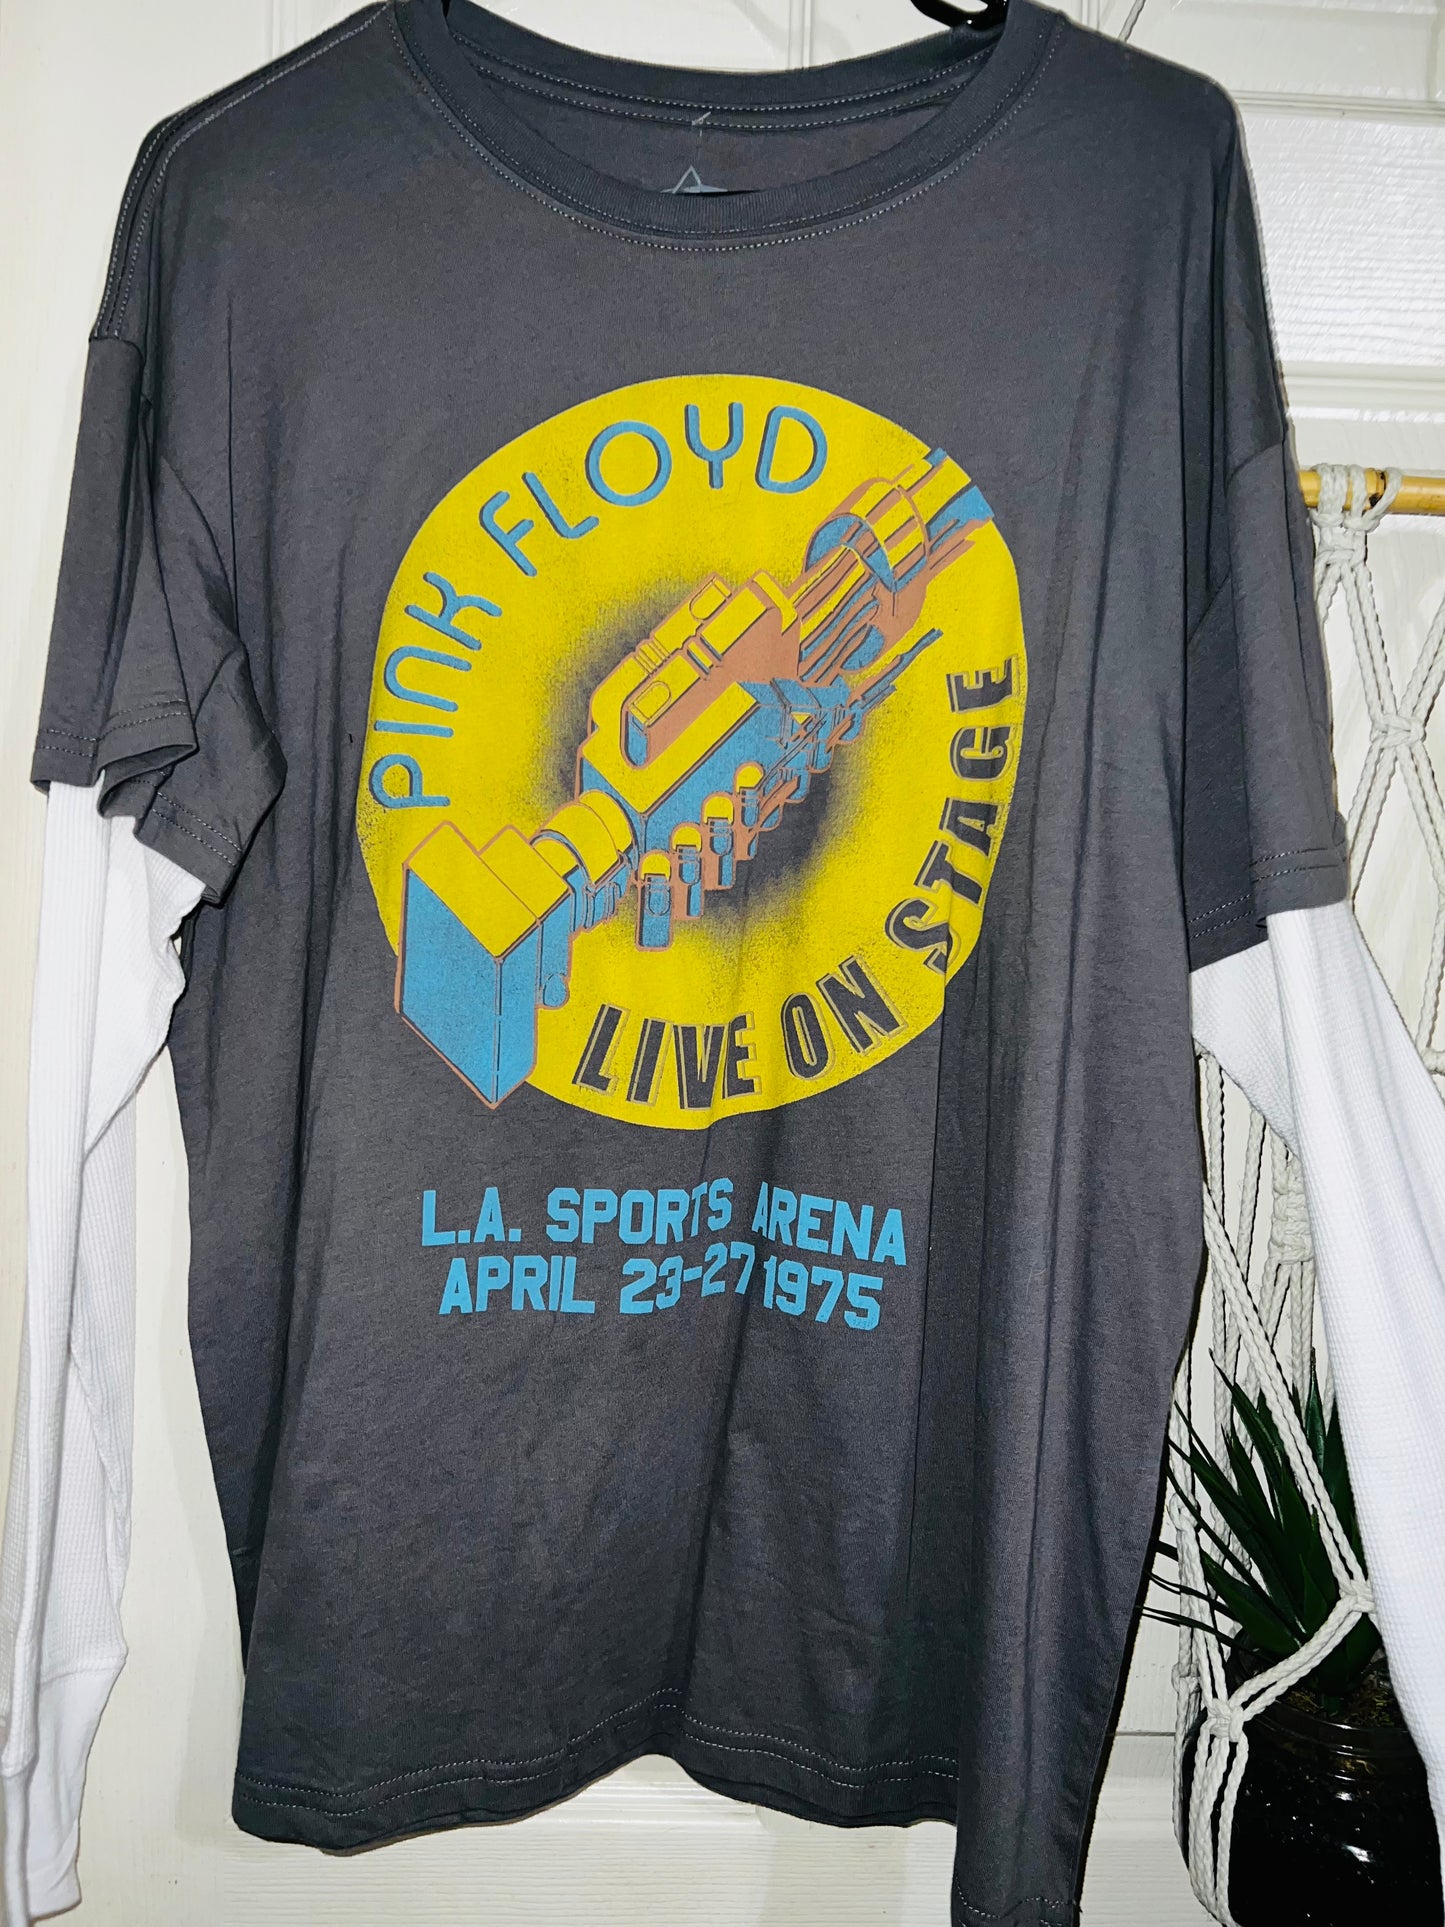 PINK FLOYD
LIVE ON STAGE
L.A. SPORTS ARENA
APRIL 23-27 1975